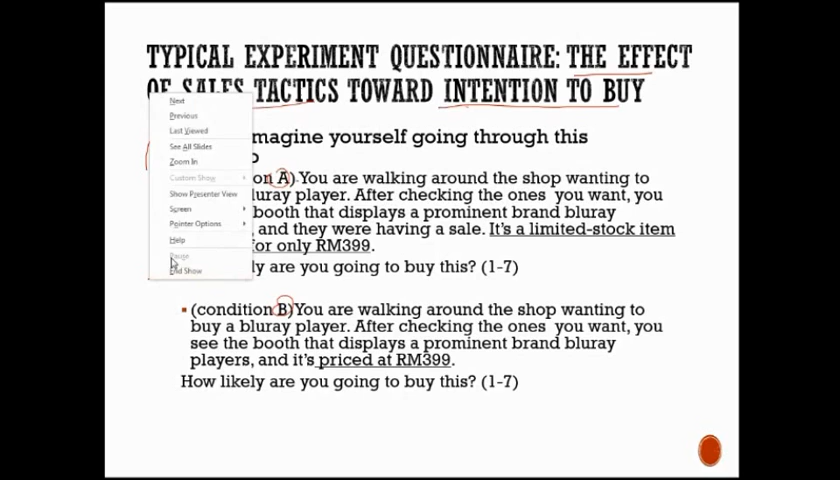 TYPICAL EXPERIMENT QUESTIONNAIRE: THE EFFECT
OF SALES TACTICS TOWARD INTENTION TO BUY
Next
Previous
Last Viewed
See All Slides
Zoom In
Custom Show
Show Presenter View
Screen
Pointer Options
Help
Pause
End Show
magine yourself going through this
on A) You are walking around the shop wanting to
luray player. After checking the ones you want, you
booth that displays a prominent brand bluray
, and they were having a sale. It's a limited-stock item
for only RM399.
ly are you going to buy this? (1-7)
(condition B)You are walking around the shop wanting to
buy a bluray player. After checking the ones you want, you
see the booth that displays a prominent brand bluray
players, and it's priced at RM399.
How likely are you going to buy this? (1-7)